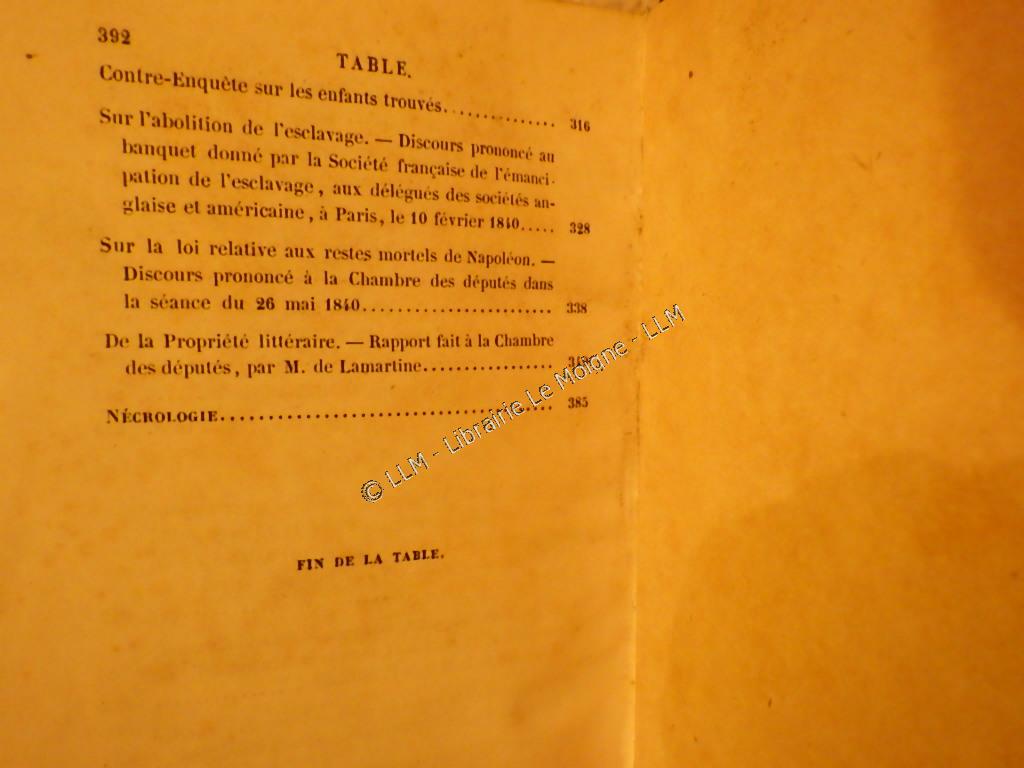 392
TABLE.
Contre-Enquête sur les enfants trouvés.............. 316
Sur l'abolition de l'esclavage. — Discours prononcé au
banquet donné par la Société française de l'émanci-
pation de l'esclavage, aux délégués des sociétés an-
glaise et américaine, à Paris, le 10 février 1840..... 328
Sur la loi relative aux restes mortels de Napoléon. —
Discours prononcé à la Chambre des députés dans
la séance du 26 mai 1840........................ 338
De la Propriété littéraire. — Rapport fait à la Chambre
des députés, par M. de Lamartine.................
NÉCROLOGIE................................... 385
© LLM - Librairie Le Moigne - LLM
FIN DE LA TABLE.